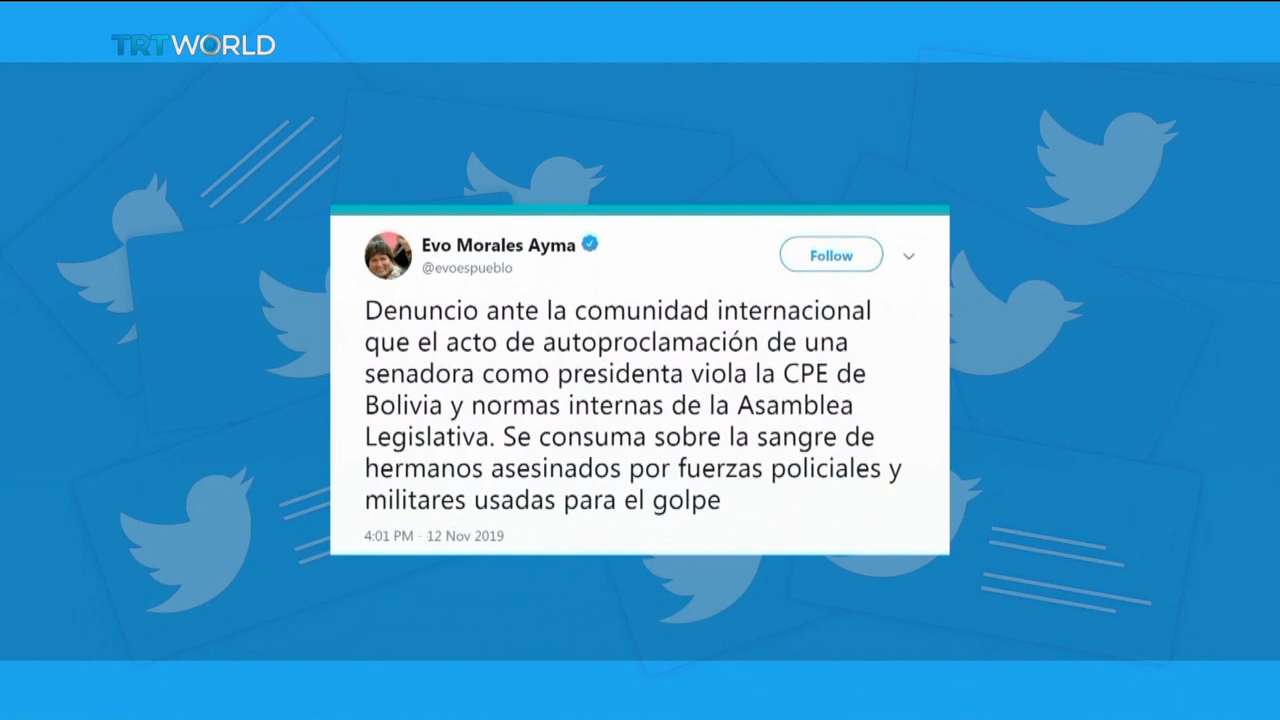 TRT WORLD
Evo Morales Ayma
@evoespueblo
Follow
Denuncio ante la comunidad internacional
que el acto de autoproclamación de una
senadora como presidenta viola la CPE de
Bolivia y normas internas de la Asamblea
Legislativa. Se consuma sobre la sangre de
hermanos asesinados por fuerzas policiales y
militares usadas para el golpe
4:01 PM - 12 Nov 2019